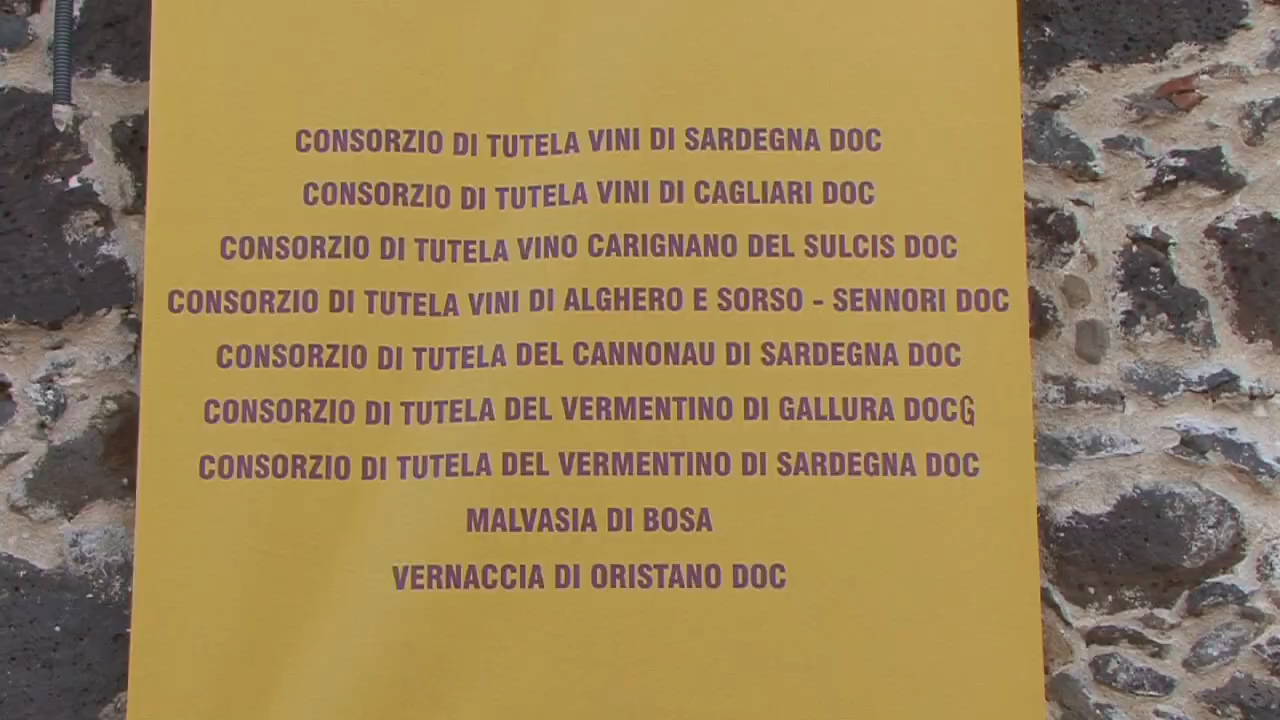 CONSORZIO DI TUTELA VINI DI SARDEGNA DOC
CONSORZIO DI TUTELA VINI DI CAGLIARI DOC
CONSORZIO DI TUTELA VINO CARIGNANO DEL SULCIS DOC
CONSORZIO DI TUTELA VINI DI ALGHERO E SORSO - SENNORI DOC
CONSORZIO DI TUTELA DEL CANNONAU DI SARDEGNA DOC
CONSORZIO DI TUTELA DEL VERMENTINO DI GALLURA DOCG
CONSORZIO DI TUTELA DEL VERMENTINO DI SARDEGNA DOC
MALVASIA DI BOSA
VERNACCIA DI ORISTANO DOC